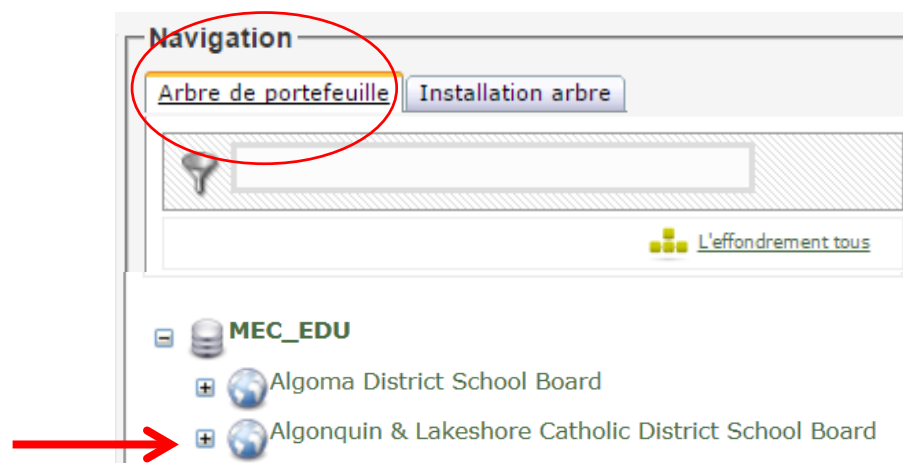 Navigation
Arbre de portefeuille Installation arbre
L'effondrement tous
MEC_EDU
Algoma District School Board
Algonquin & Lakeshore Catholic District School Board